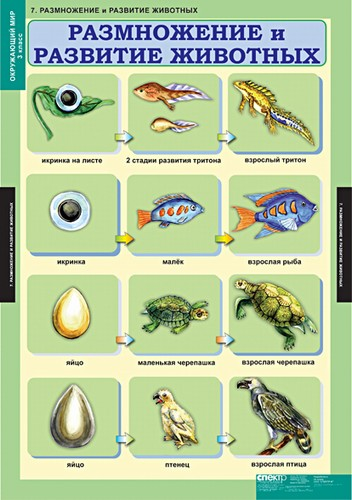 7. РАЗМНОЖЕНИЕ и РАЗВИТИЕ ЖИВОТНЫХ
ОКРУЖАЮЩИЙ МИР
3 класс
РАЗМНОЖЕНИЕ и
РАЗВИТИЕ ЖИВОТНЫХ
икринка на листе
2 стадии развития тритона
взрослый тритон
икринка
малёк
взрослая рыба
7. РАЗМНОЖЕНИЕ И РАЗВИТИЕ ЖИВОТНЫХ
7. РАЗМНОЖЕНИЕ И РАЗВИТИЕ ЖИВОТНЫХ
яйцо
маленькая черепашка
взрослая черепашка
яйцо
птенец
взрослая птица
спектр